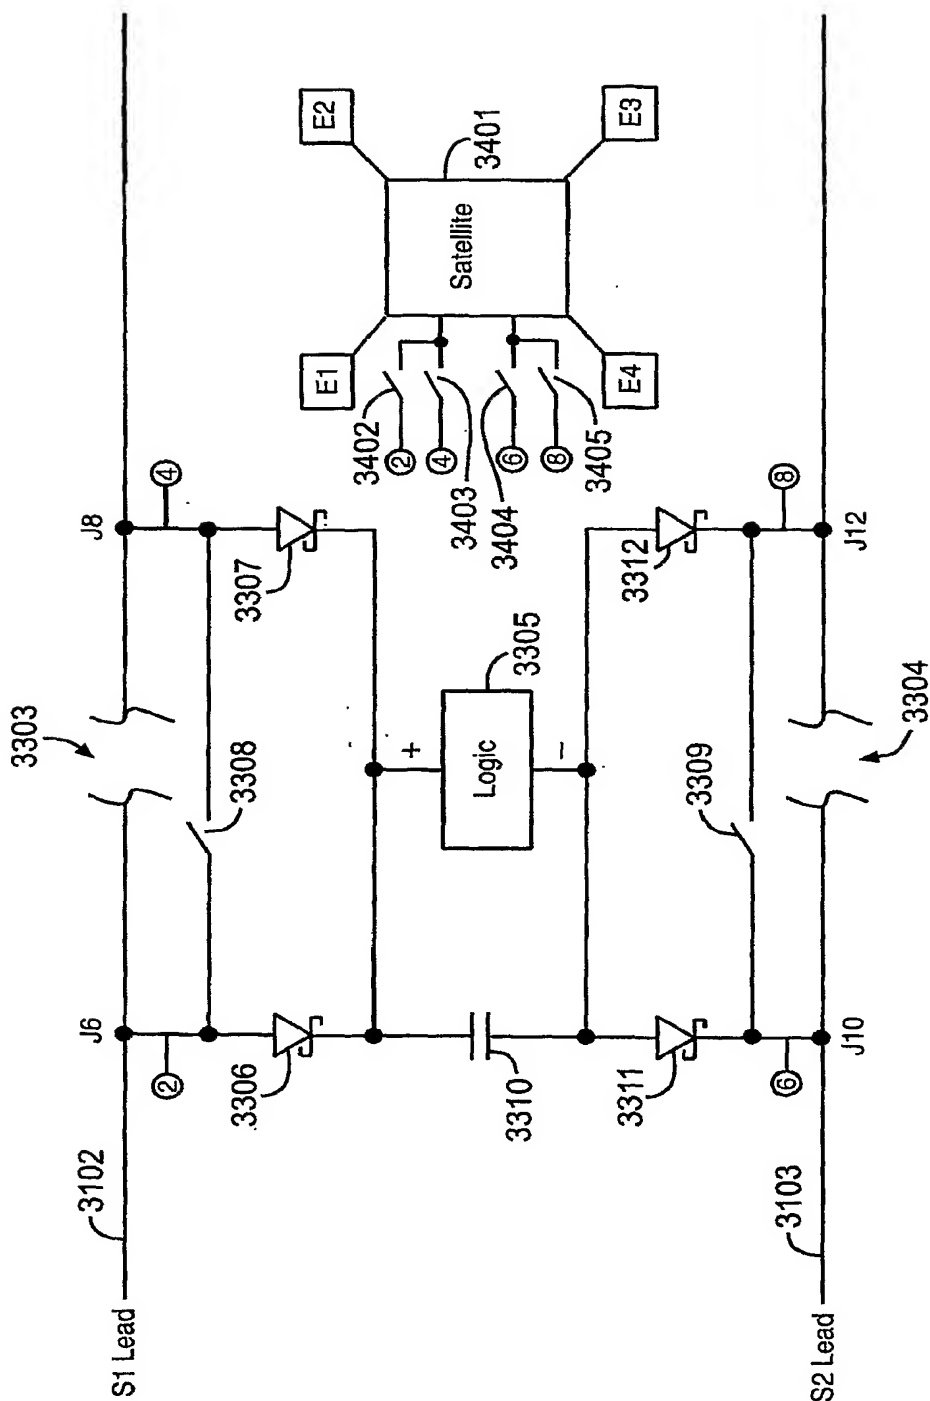 S1 Lead
3102
J6
②
3303
3308
J8
④
3306
3307
3310
+
Logic
−
3305
3311
3312
3309
⑥
J10
3304
⑧
J12
3103
S2 Lead
3402
②
3403
④
3404
⑥
3405
⑧
E1
E2
Satellite
3401
E4
E3